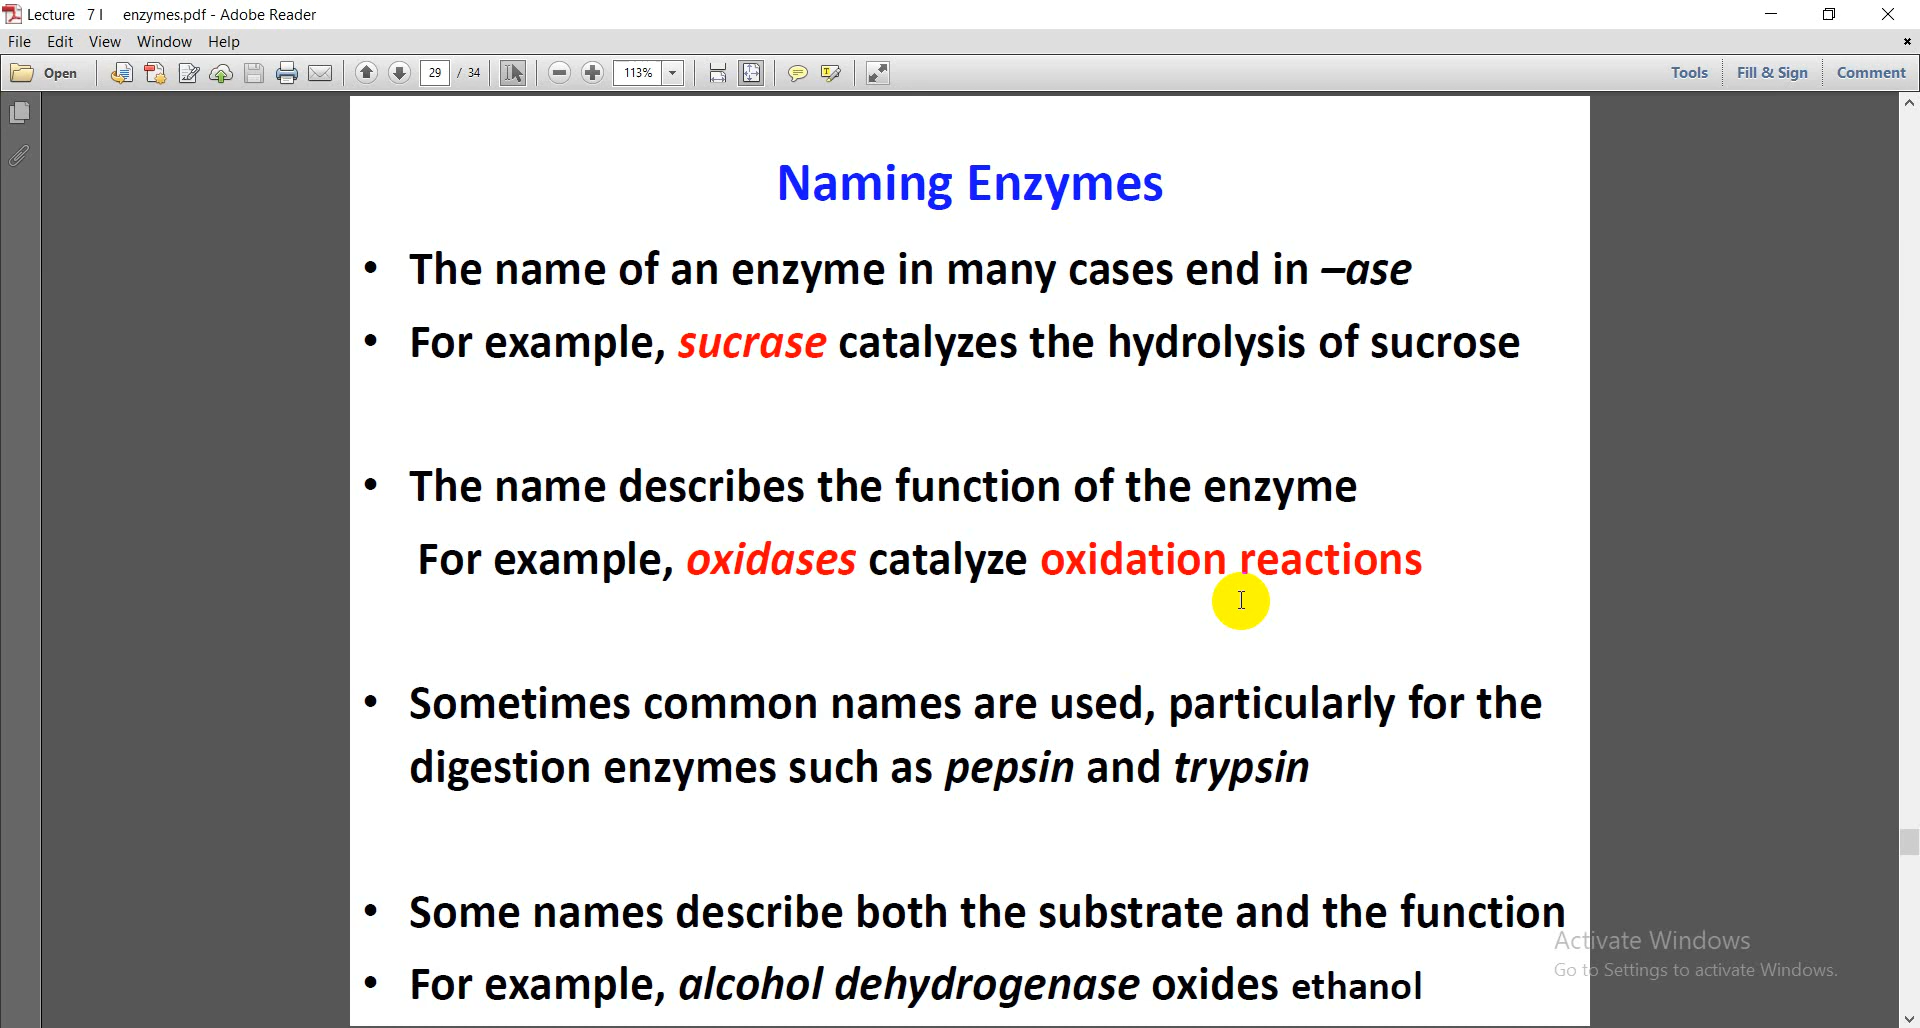 Lecture 7 I enzymes.pdf - Adobe Reader
File Edit View Window Help
Open 29 / 34 113% Tools Fill & Sign Comment
Naming Enzymes
• The name of an enzyme in many cases end in –ase
• For example, sucrase catalyzes the hydrolysis of sucrose
• The name describes the function of the enzyme
For example, oxidases catalyze oxidation reactions
• Sometimes common names are used, particularly for the
digestion enzymes such as pepsin and trypsin
• Some names describe both the substrate and the function
• For example, alcohol dehydrogenase oxides ethanol
Activate Windows
Go to Settings to activate Windows.